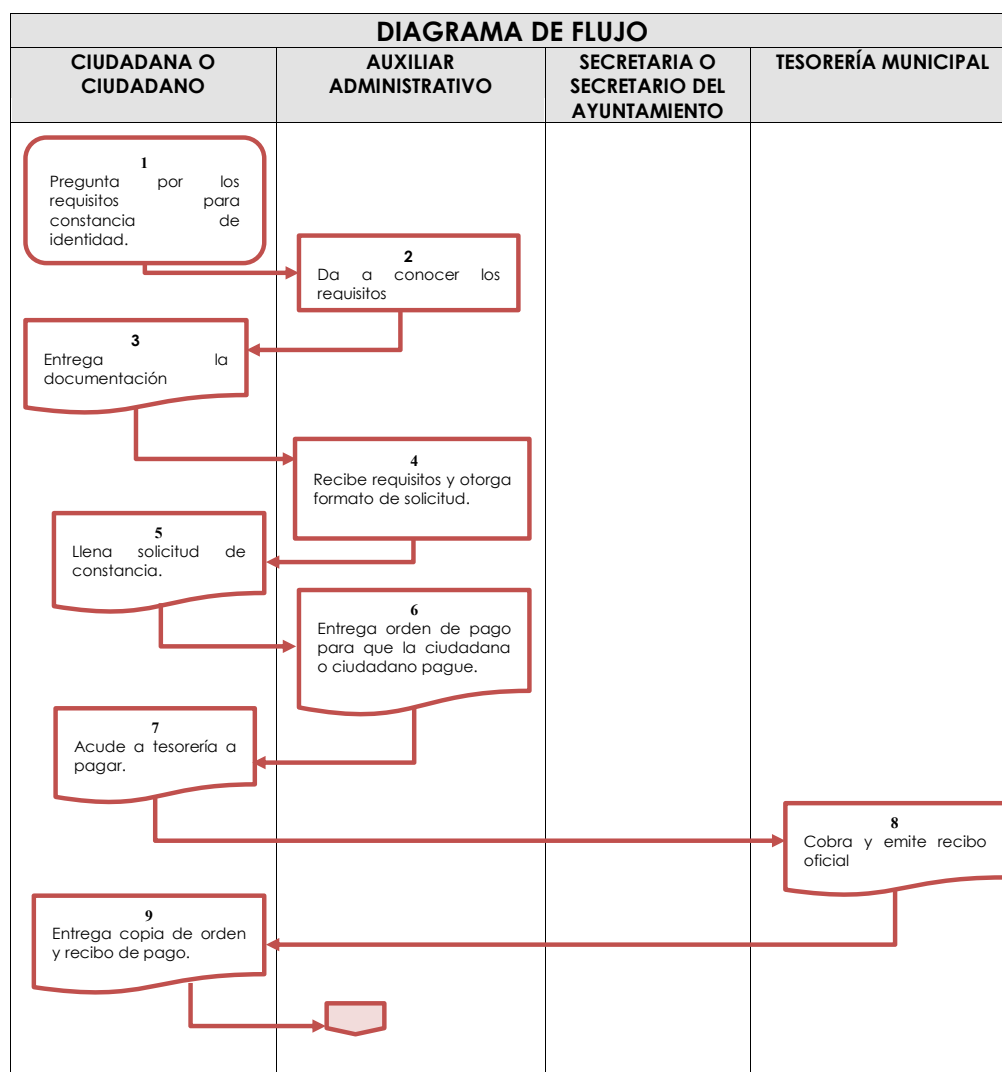 DIAGRAMA DE FLUJO
CIUDADANA O
CIUDADANO
AUXILIAR
ADMINISTRATIVO
SECRETARIA O
SECRETARIO DEL
AYUNTAMIENTO
TESORERÍA MUNICIPAL
1
Pregunta por los
requisitos para
constancia de
identidad.
2
Da a conocer los
requisitos
3
Entrega la
documentación
4
Recibe requisitos y otorga
formato de solicitud.
5
Llena solicitud de
constancia.
6
Entrega orden de pago
para que la ciudadana
o ciudadano pague.
7
Acude a tesorería a
pagar.
8
Cobra y emite recibo
oficial
9
Entrega copia de orden
y recibo de pago.